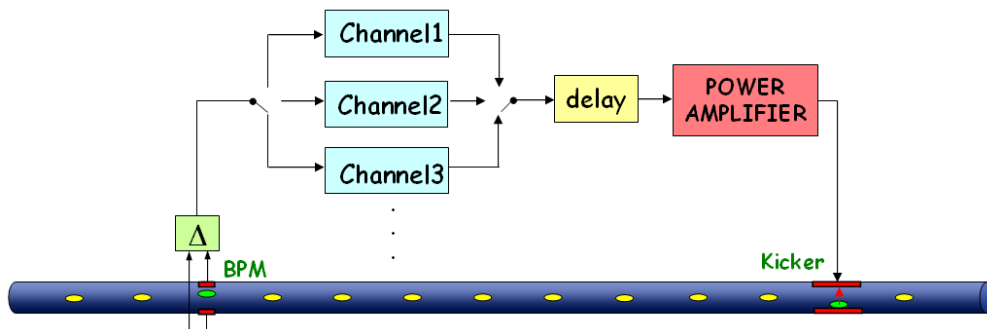 Channel1
Channel2
Channel3
delay
POWER
AMPLIFIER
Δ
BPM
Kicker